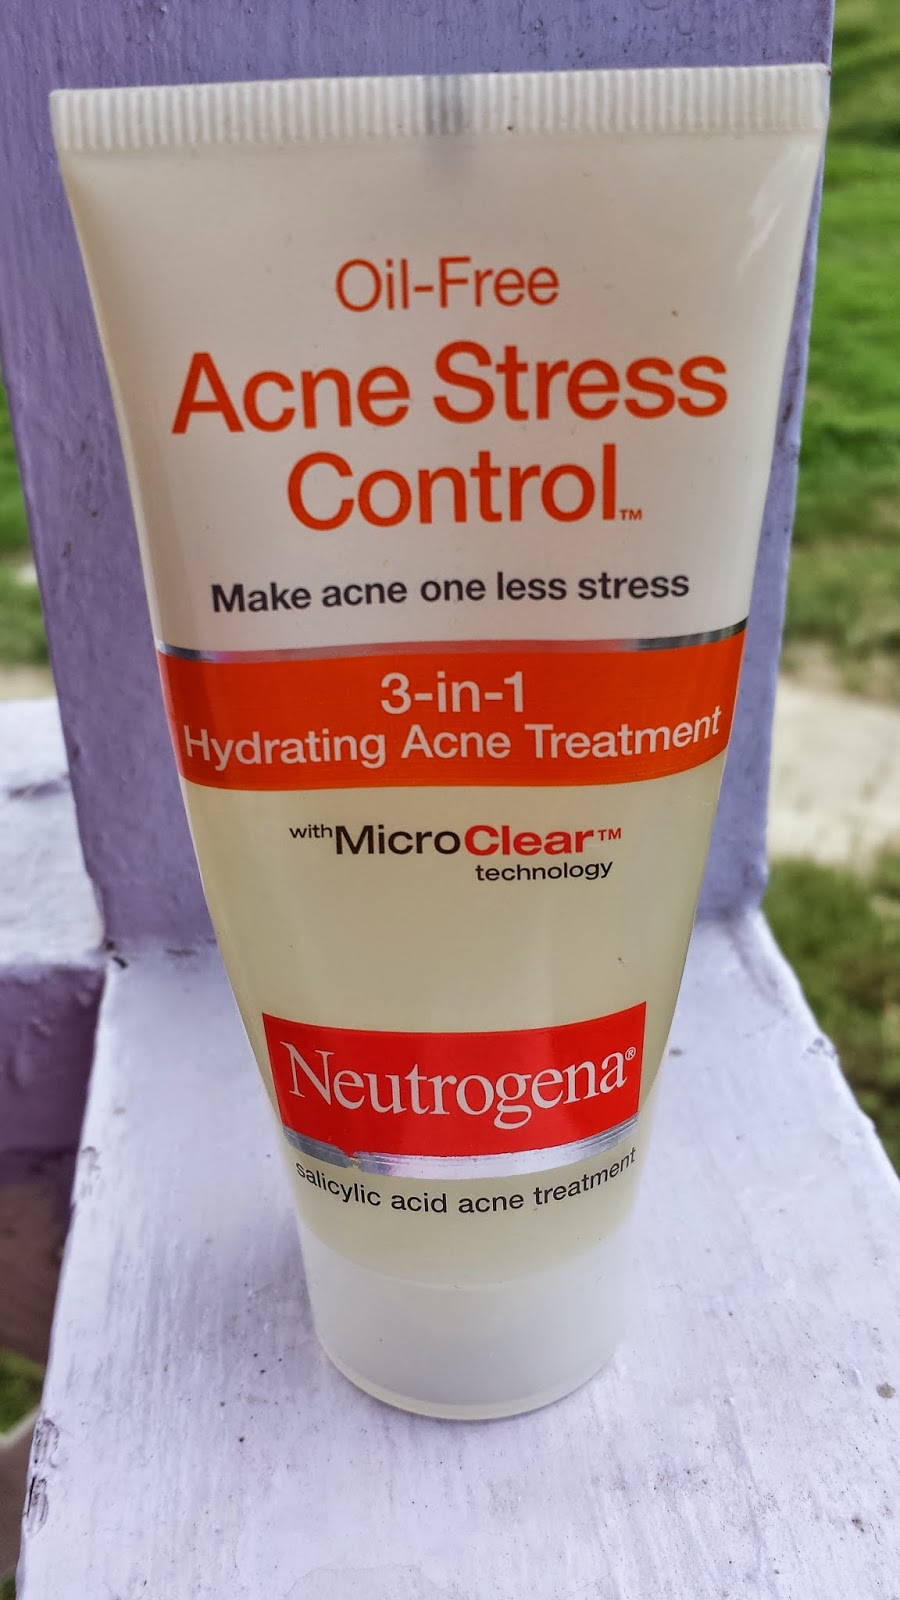 Oil-Free
Acne Stress
Control™
Make acne one less stress
3-in-1
Hydrating Acne Treatment
with MicroClear™
technology
Neutrogena®
salicylic acid acne treatment